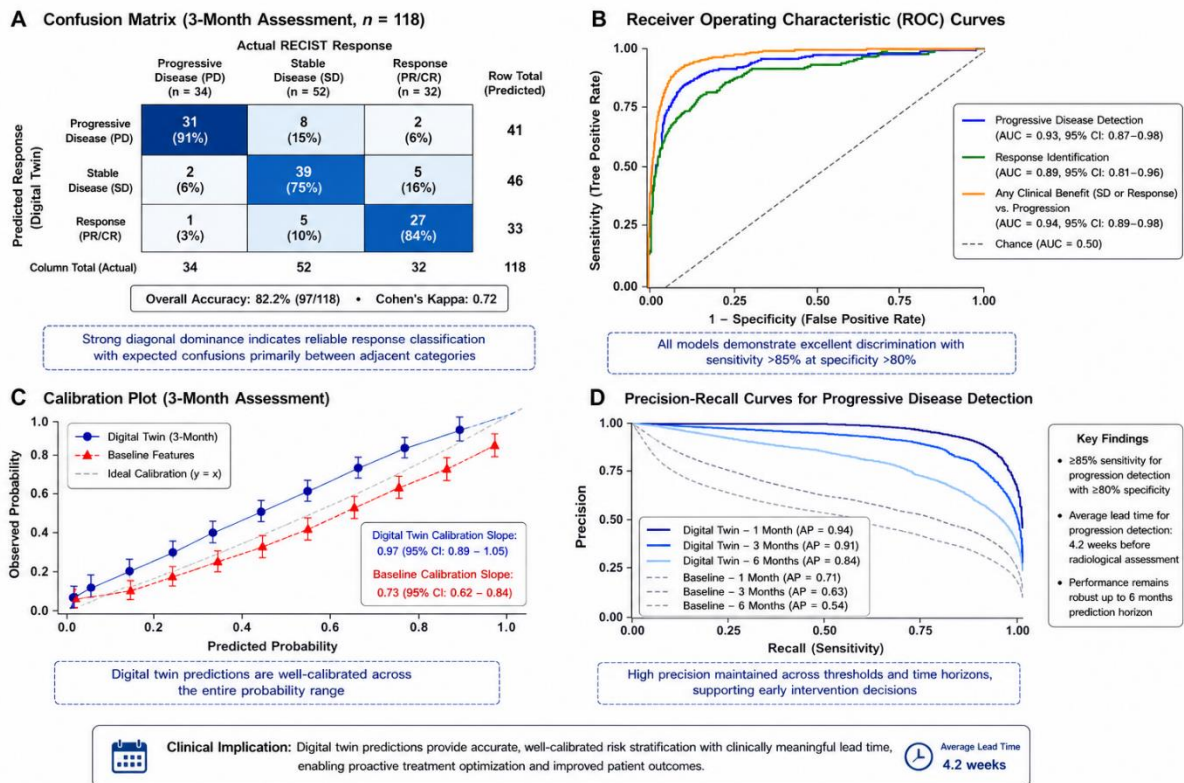 A Confusion Matrix (3-Month Assessment, n = 118)
Actual RECIST Response
Progressive Disease (PD) (n = 34)
Stable Disease (SD) (n = 52)
Response (PR/CR) (n = 32)
Row Total (Predicted)
Predicted Response (Digital Twin)
Progressive Disease (PD)
31 (91%)
8 (15%)
2 (6%)
41
Stable Disease (SD)
2 (6%)
39 (75%)
5 (16%)
46
Response (PR/CR)
1 (3%)
5 (10%)
27 (84%)
33
Column Total (Actual) 34 52 32 118
Overall Accuracy: 82.2% (97/118) • Cohen's Kappa: 0.72
Strong diagonal dominance indicates reliable response classification
with expected confusions primarily between adjacent categories
B Receiver Operating Characteristic (ROC) Curves
Sensitivity (Tree Positive Rate)
1.00
0.75
0.50
0.25
0.00
0.00 0.25 0.50 0.75 1.00
1 – Specificity (False Positive Rate)
Progressive Disease Detection
(AUC = 0.93, 95% CI: 0.87–0.98)
Response Identification
(AUC = 0.89, 95% CI: 0.81–0.96)
Any Clinical Benefit (SD or Response)
vs. Progression
(AUC = 0.94, 95% CI: 0.89–0.98)
Chance (AUC = 0.50)
All models demonstrate excellent discrimination with
sensitivity >85% at specificity >80%
C Calibration Plot (3-Month Assessment)
Observed Probability
1.0
0.8
0.6
0.4
0.2
0.0
Digital Twin (3-Month)
Baseline Features
Ideal Calibration (y = x)
Digital Twin Calibration Slope:
0.97 (95% CI: 0.89 – 1.05)
Baseline Calibration Slope:
0.73 (95% CI: 0.62 – 0.84)
0.0 0.2 0.4 0.6 0.8 1.0
Predicted Probability
Digital twin predictions are well-calibrated across
the entire probability range
D Precision-Recall Curves for Progressive Disease Detection
Precision
1.00
0.75
0.50
0.25
0.00
Digital Twin – 1 Month (AP = 0.94)
Digital Twin – 3 Months (AP = 0.91)
Digital Twin – 6 Months (AP = 0.84)
Baseline – 1 Month (AP = 0.71)
Baseline – 3 Months (AP = 0.63)
Baseline – 6 Months (AP = 0.54)
0.00 0.25 0.50 0.75 1.00
Recall (Sensitivity)
High precision maintained across thresholds and time horizons,
supporting early intervention decisions
Key Findings
• ≥85% sensitivity for
progression detection
with ≥80% specificity
• Average lead time for
progression detection:
4.2 weeks before
radiological assessment
• Performance remains
robust up to 6 months
prediction horizon
Clinical Implication: Digital twin predictions provide accurate, well-calibrated risk stratification with clinically meaningful lead time,
enabling proactive treatment optimization and improved patient outcomes.
Average Lead Time
4.2 weeks